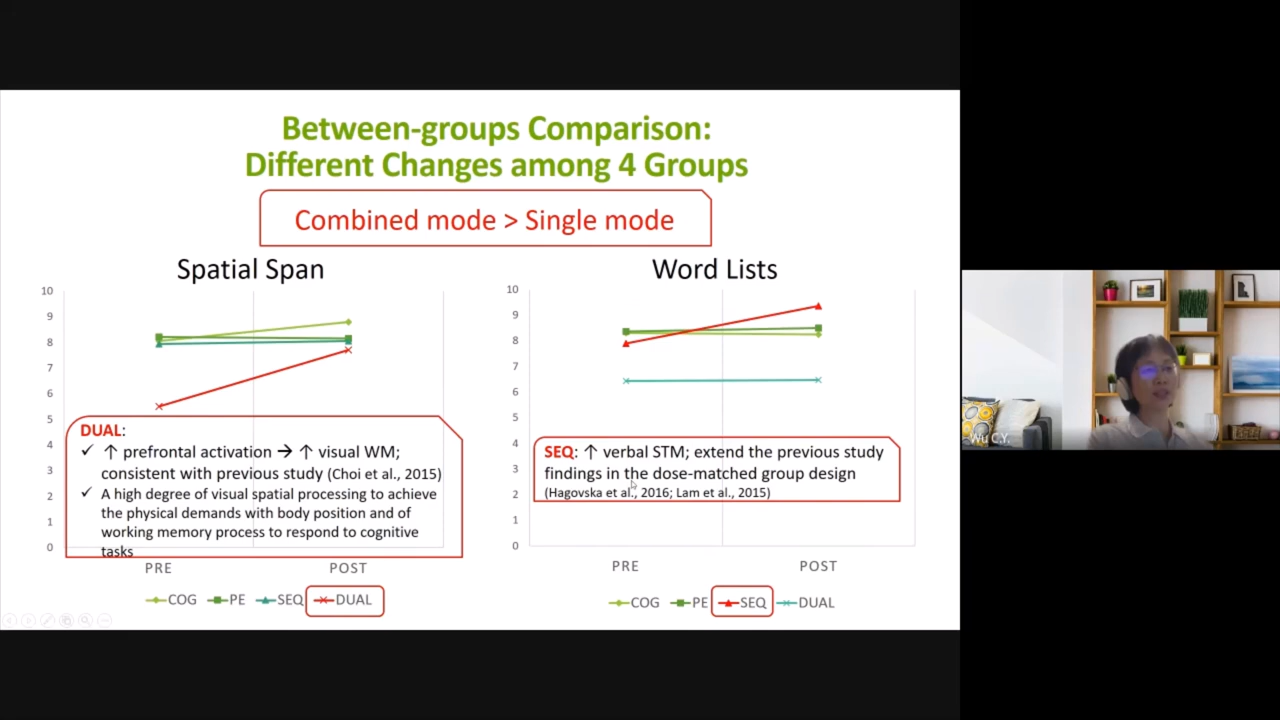 Between-groups Comparison:
Different Changes among 4 Groups
Combined mode > Single mode
Spatial Span
10
9
8
7
6
5
4
3
2
1
0
DUAL:
✓ ↑ prefrontal activation → ↑ visual WM;
consistent with previous study (Choi et al., 2015)
✓ A high degree of visual spatial processing to achieve
the physical demands with body position and of
working memory process to respond to cognitive
tasks
PRE POST
COG PE SEQ DUAL
Word Lists
10
9
8
7
6
5
4
3
2
1
0
SEQ: ↑ verbal STM; extend the previous study
findings in the dose-matched group design
(Hagovska et al., 2016; Lam et al., 2015)
PRE POST
COG PE SEQ DUAL
Wu C.Y.